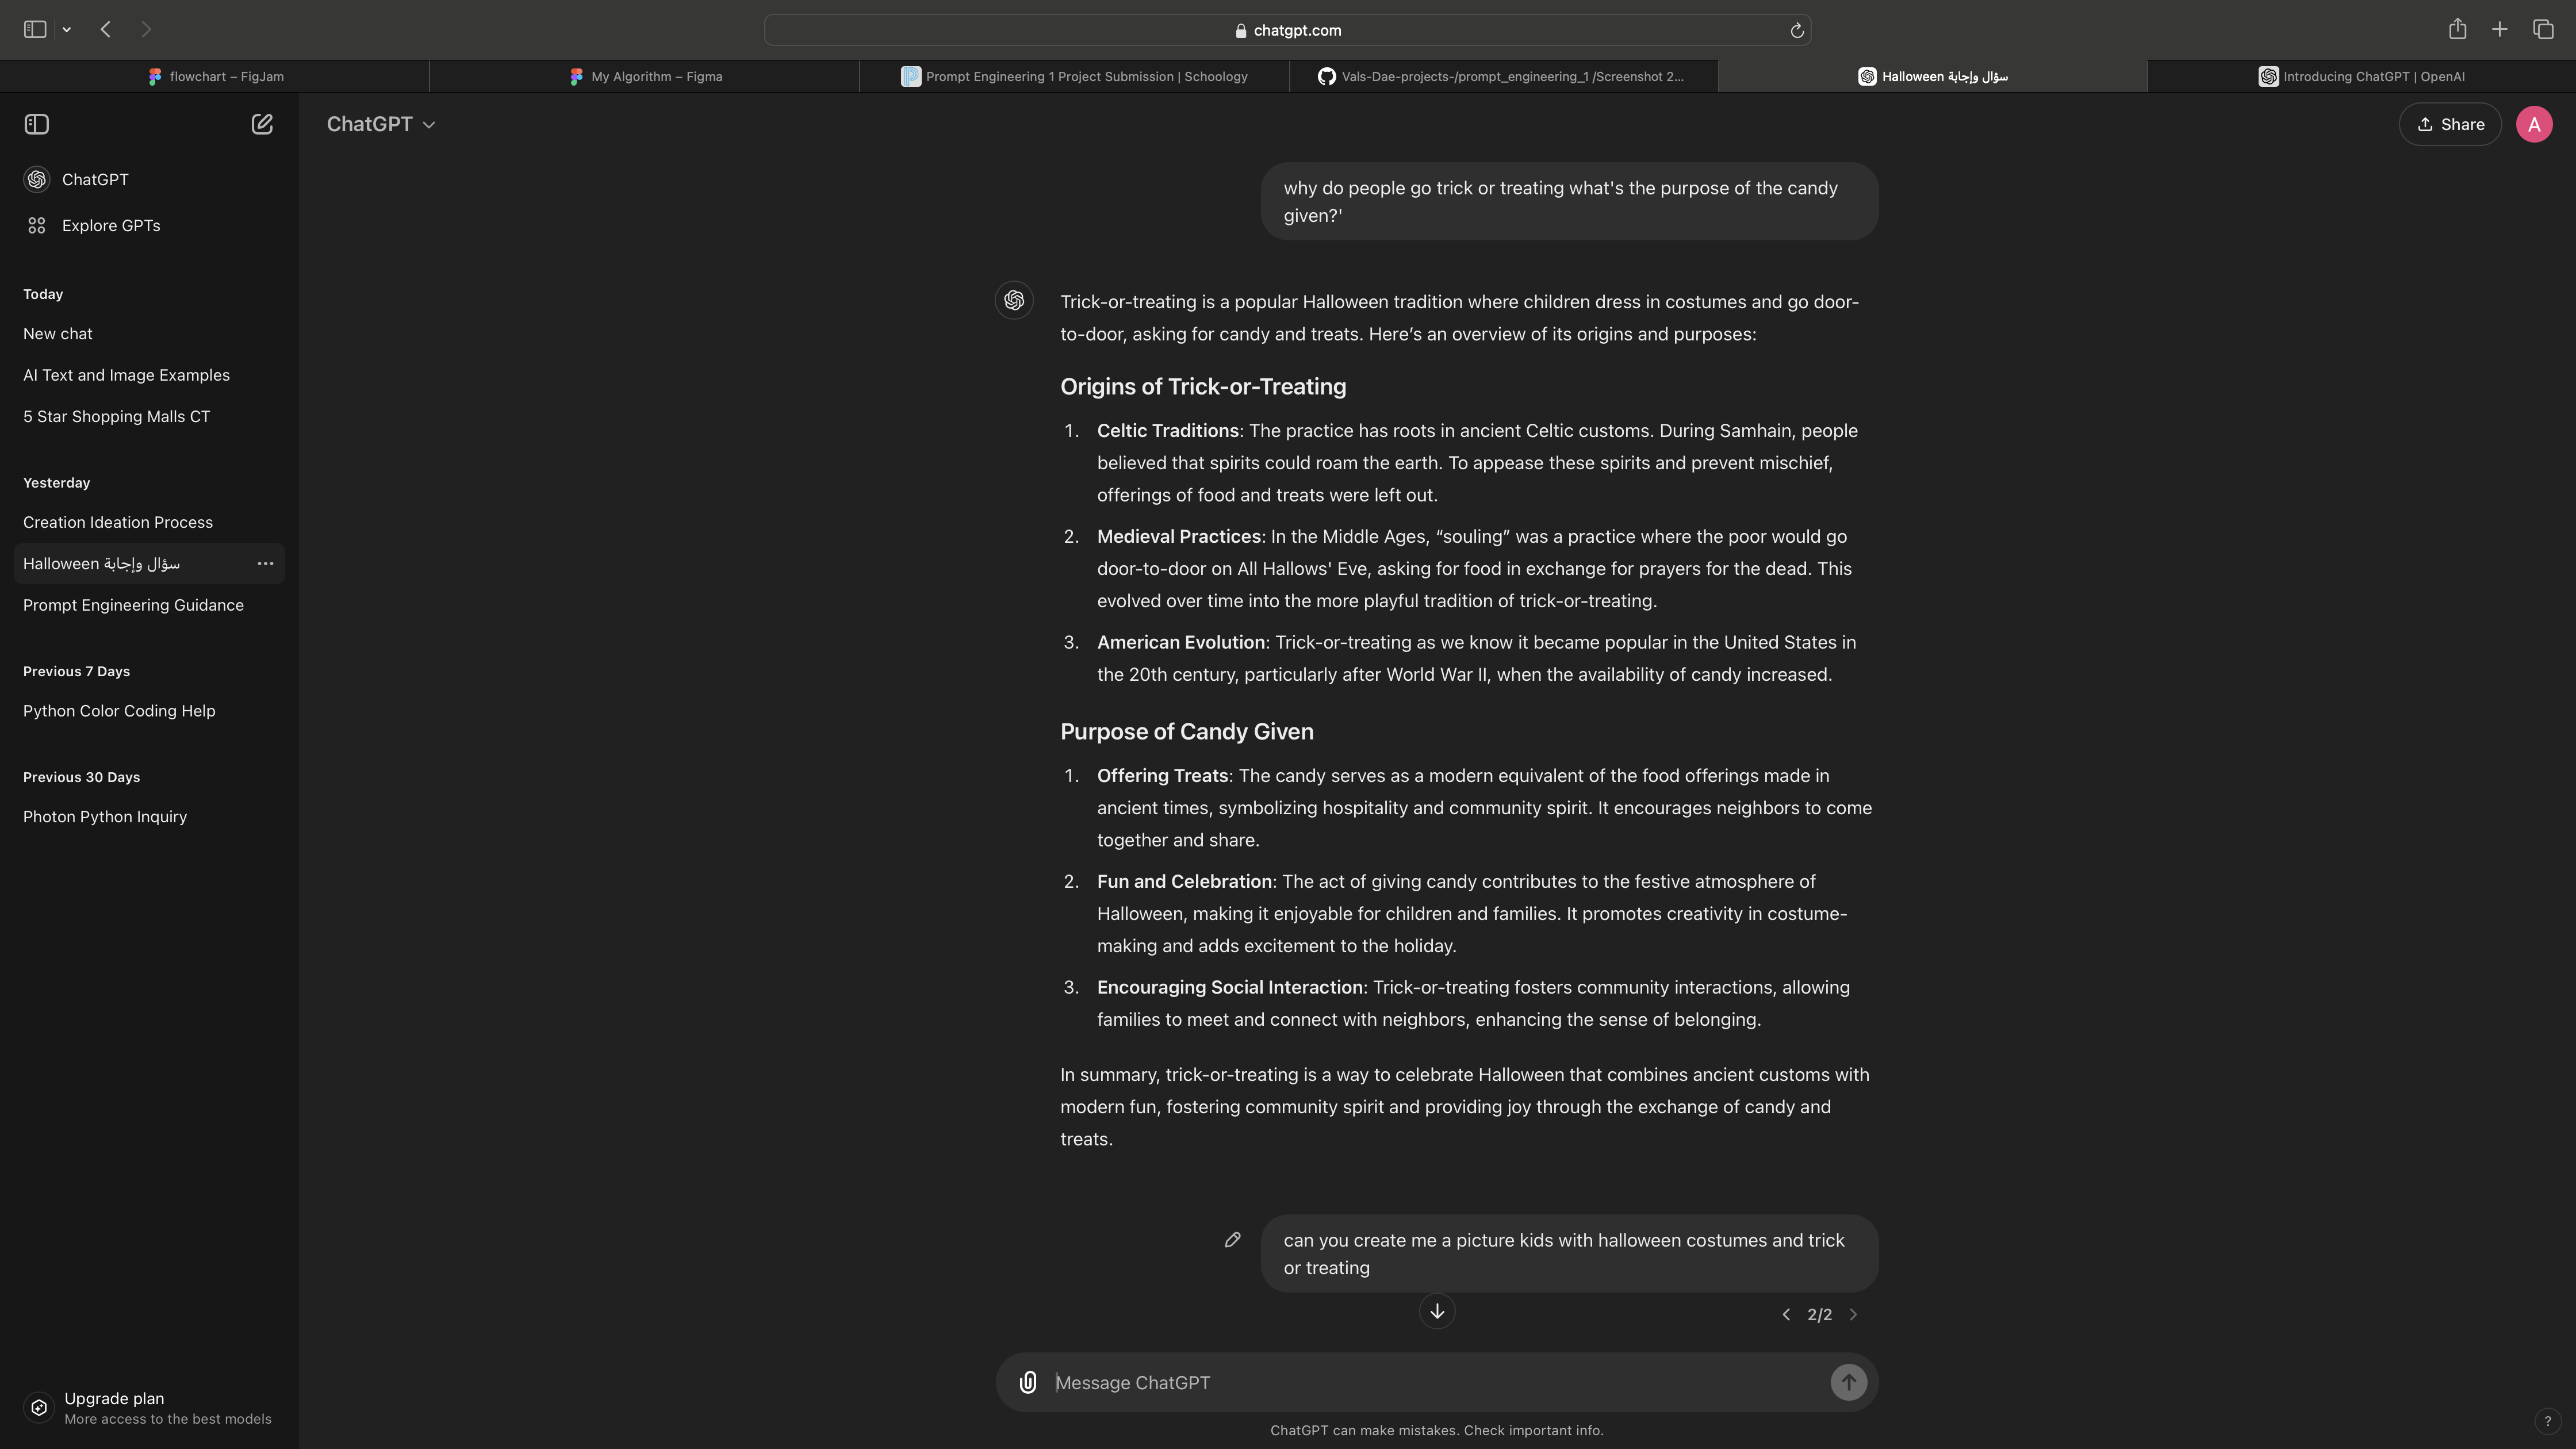 chatgpt.com
flowchart – FigJam
My Algorithm – Figma
Prompt Engineering 1 Project Submission | Schoology
Vals-Dae-projects-/prompt_engineering_1 /Screenshot 2...
Halloween سؤال وإجابة
Introducing ChatGPT | OpenAI
ChatGPT
Explore GPTs
Today
New chat
AI Text and Image Examples
5 Star Shopping Malls CT
Yesterday
Creation Ideation Process
Halloween سؤال وإجابة
Prompt Engineering Guidance
Previous 7 Days
Python Color Coding Help
Previous 30 Days
Photon Python Inquiry
Upgrade plan
More access to the best models
ChatGPT
Share
A
why do people go trick or treating what's the purpose of the candy
given?'
Trick-or-treating is a popular Halloween tradition where children dress in costumes and go door-
to-door, asking for candy and treats. Here’s an overview of its origins and purposes:
Origins of Trick-or-Treating
1. Celtic Traditions: The practice has roots in ancient Celtic customs. During Samhain, people
believed that spirits could roam the earth. To appease these spirits and prevent mischief,
offerings of food and treats were left out.
2. Medieval Practices: In the Middle Ages, “souling” was a practice where the poor would go
door-to-door on All Hallows' Eve, asking for food in exchange for prayers for the dead. This
evolved over time into the more playful tradition of trick-or-treating.
3. American Evolution: Trick-or-treating as we know it became popular in the United States in
the 20th century, particularly after World War II, when the availability of candy increased.
Purpose of Candy Given
1. Offering Treats: The candy serves as a modern equivalent of the food offerings made in
ancient times, symbolizing hospitality and community spirit. It encourages neighbors to come
together and share.
2. Fun and Celebration: The act of giving candy contributes to the festive atmosphere of
Halloween, making it enjoyable for children and families. It promotes creativity in costume-
making and adds excitement to the holiday.
3. Encouraging Social Interaction: Trick-or-treating fosters community interactions, allowing
families to meet and connect with neighbors, enhancing the sense of belonging.
In summary, trick-or-treating is a way to celebrate Halloween that combines ancient customs with
modern fun, fostering community spirit and providing joy through the exchange of candy and
treats.
can you create me a picture kids with halloween costumes and trick
or treating
2/2
Message ChatGPT
ChatGPT can make mistakes. Check important info.
?